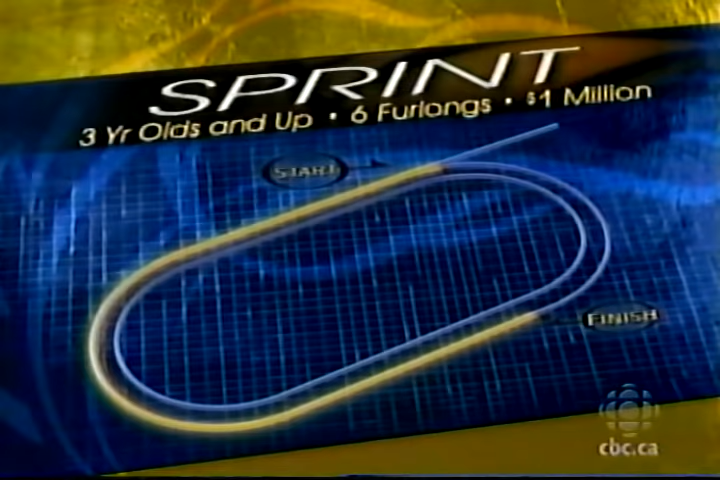 SPRINT
3 Yr Olds and Up • 6 Furlongs • $1 Million
START
FINISH
cbc.ca